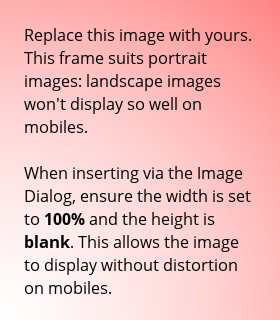 Replace this image with yours.
This frame suits portrait
images: landscape images
won't display so well on
mobiles.

When inserting via the Image
Dialog, ensure the width is set
to 100% and the height is
blank. This allows the image
to display without distortion
on mobiles.